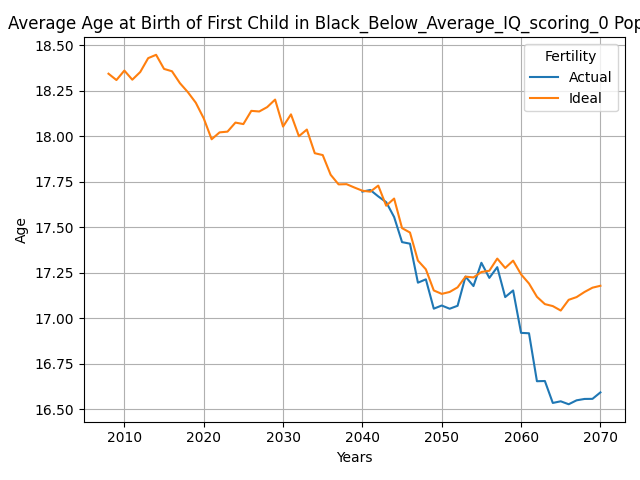 Average Age at Birth of First Child in Black_Below_Average_IQ_scoring_0 Pop
Fertility
Actual
Ideal
18.50
18.25
18.00
17.75
17.50
17.25
17.00
16.75
16.50
Age
2010 2020 2030 2040 2050 2060 2070
Years